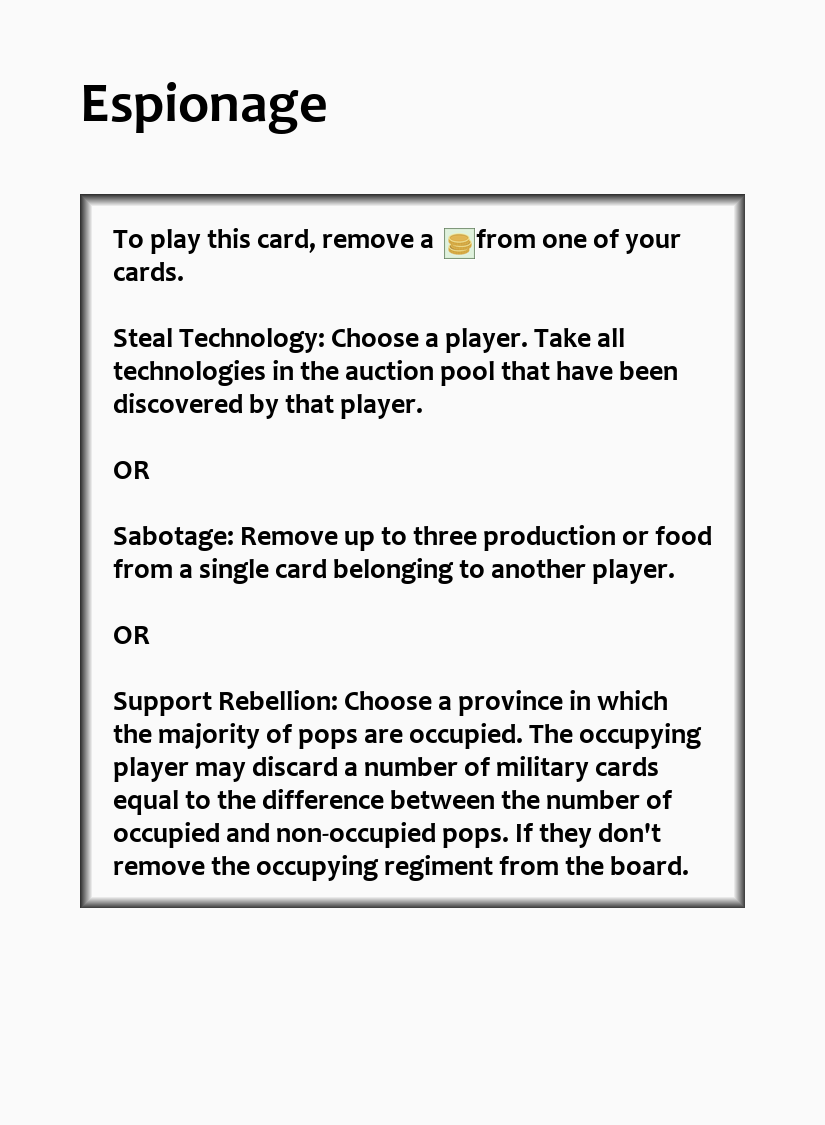 Espionage
To play this card, remove a from one of your
cards.
Steal Technology: Choose a player. Take all
technologies in the auction pool that have been
discovered by that player.
OR
Sabotage: Remove up to three production or food
from a single card belonging to another player.
OR
Support Rebellion: Choose a province in which
the majority of pops are occupied. The occupying
player may discard a number of military cards
equal to the difference between the number of
occupied and non-occupied pops. If they don't
remove the occupying regiment from the board.